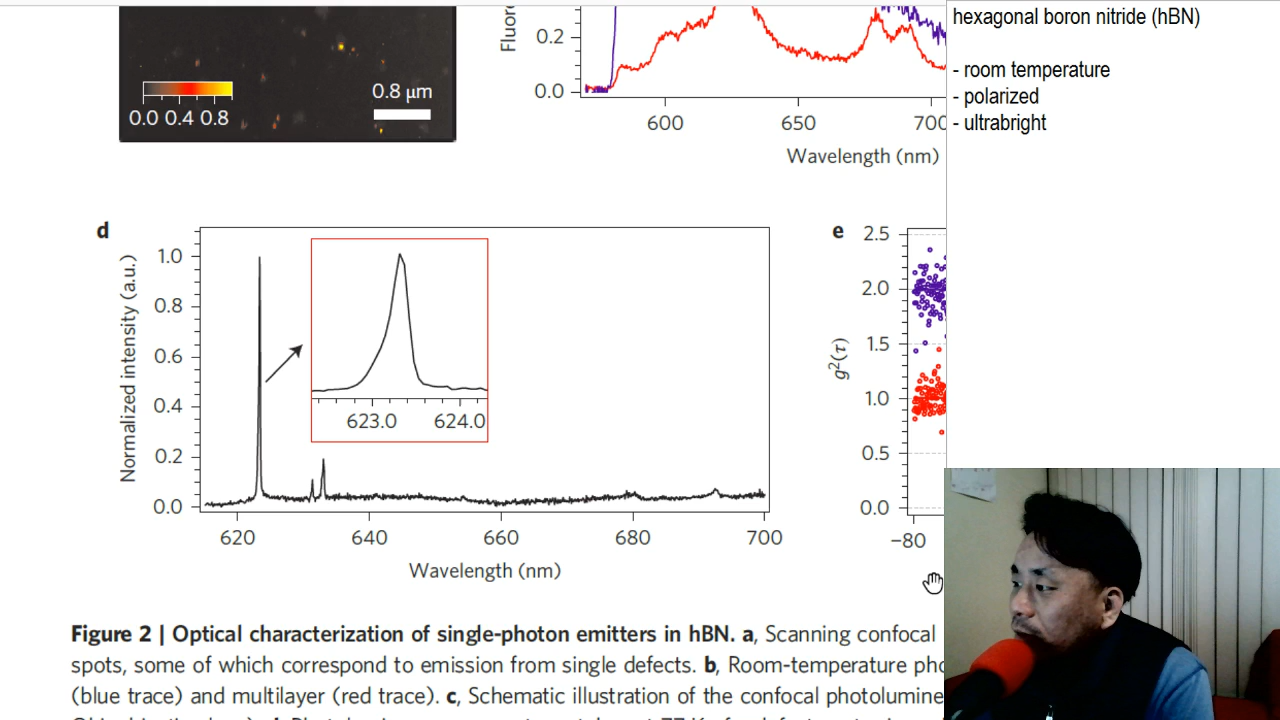 0.0 0.4 0.8
0.8 µm
Fluore
0.2
0.0
600 650 700
Wavelength (nm)
hexagonal boron nitride (hBN)
- room temperature
- polarized
- ultrabright
d
Normalized intensity (a.u.)
1.0
0.8
0.6
0.4
0.2
0.0
623.0 624.0
620 640 660 680 700
Wavelength (nm)
e
g²(τ)
2.5
2.0
1.5
1.0
0.5
0.0
−80
Figure 2 | Optical characterization of single-photon emitters in hBN. a, Scanning confocal
spots, some of which correspond to emission from single defects. b, Room-temperature pho
(blue trace) and multilayer (red trace). c, Schematic illustration of the confocal photolumine